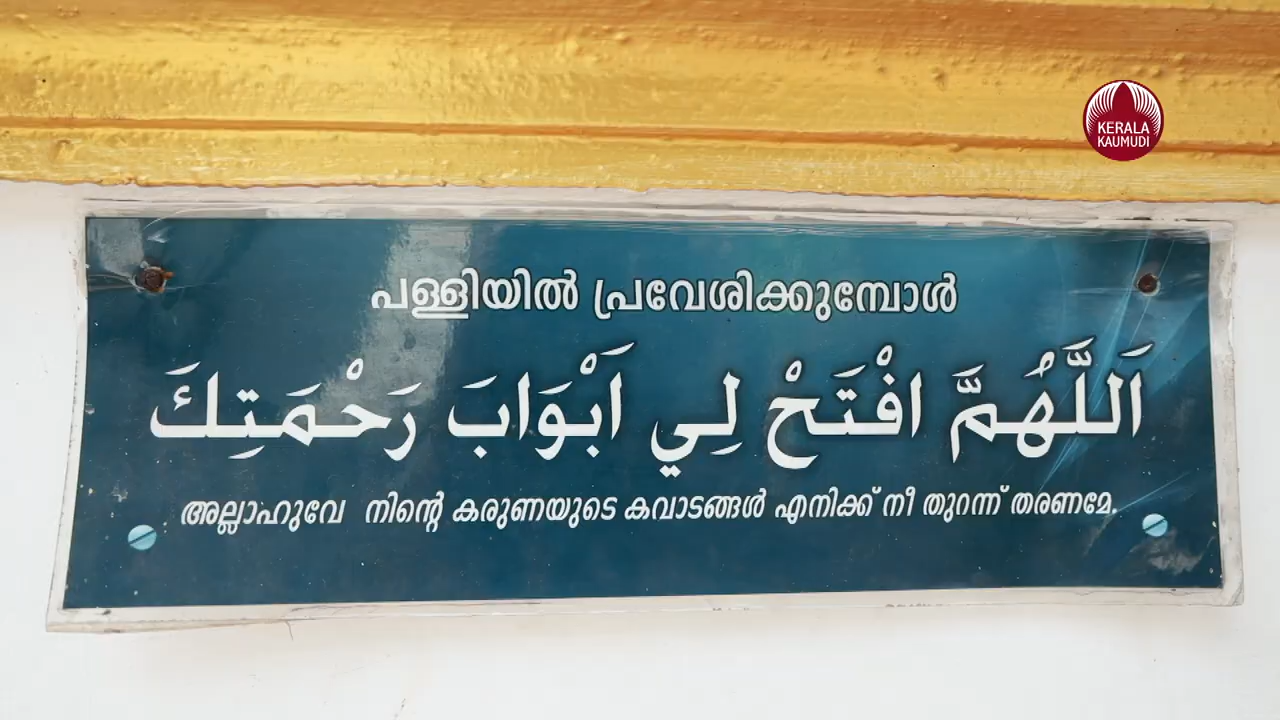 KERALA
KAUMUDI
പള്ളിയിൽ പ്രവേശിക്കുമ്പോൾ
اَللَّهُمَّ افْتَحْ لِي اَبْوَابَ رَحْمَتِكَ
അല്ലാഹുവേ നിന്റെ കരുണയുടെ കവാടങ്ങൾ എനിക്ക് നീ തുറന്ന് തരണമേ.